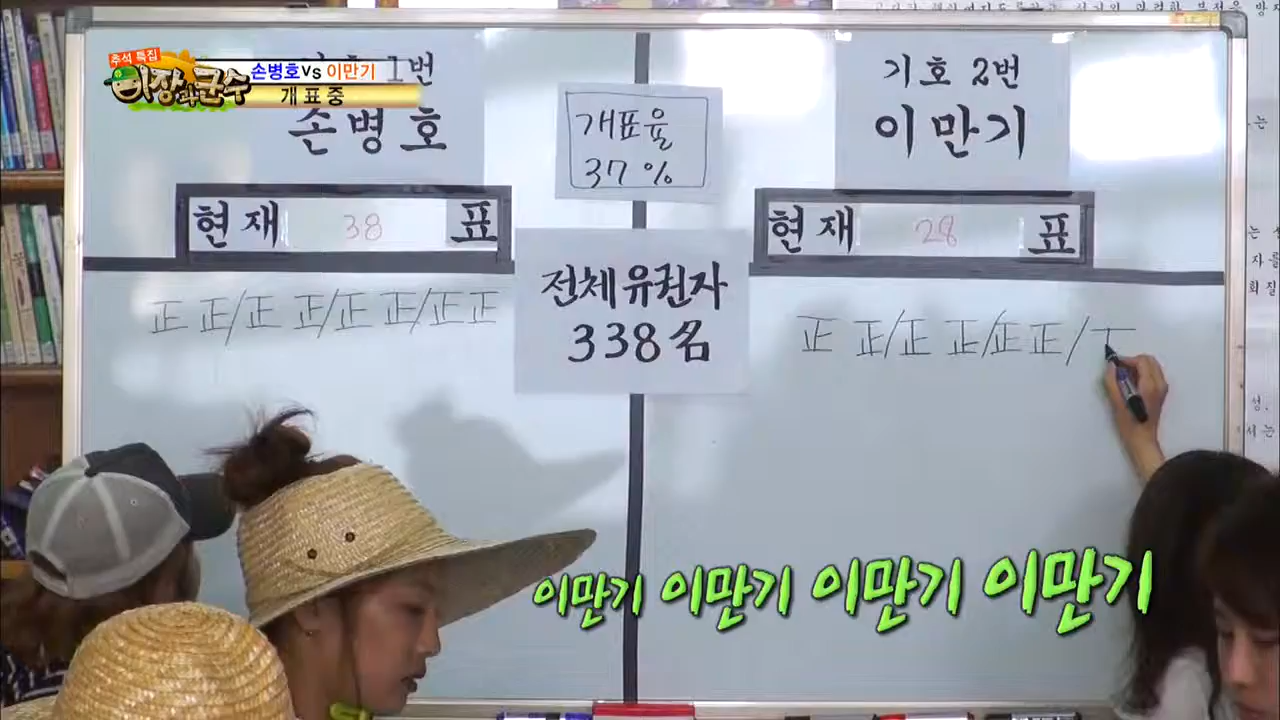 추석 특집
이장과 군수
손병호 Vs 이만기
개표중
1번
손병호
개표율
37%
기호 2번
이만기
현재 38 표
현재 28 표
전체유권자
338名
正 正/正 正/正 正/正正
正 正/正 正/正正/丅
이만기 이만기 이만기 이만기